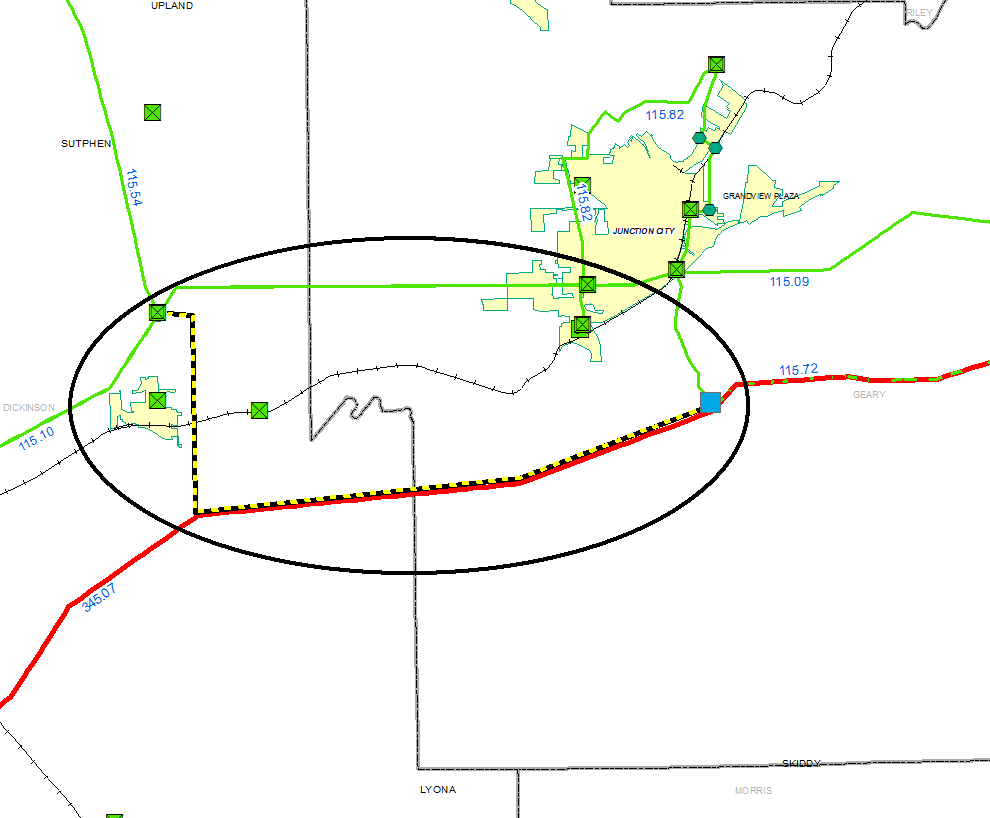 UPLAND
RILEY
115.82
SUTPHEN
115.54
115.82
GRANDVIEW PLAZA
JUNCTION CITY
115.09
115.72
GEARY
DICKINSON
115.10
345.07
SKIDDY
LYONA
MORRIS